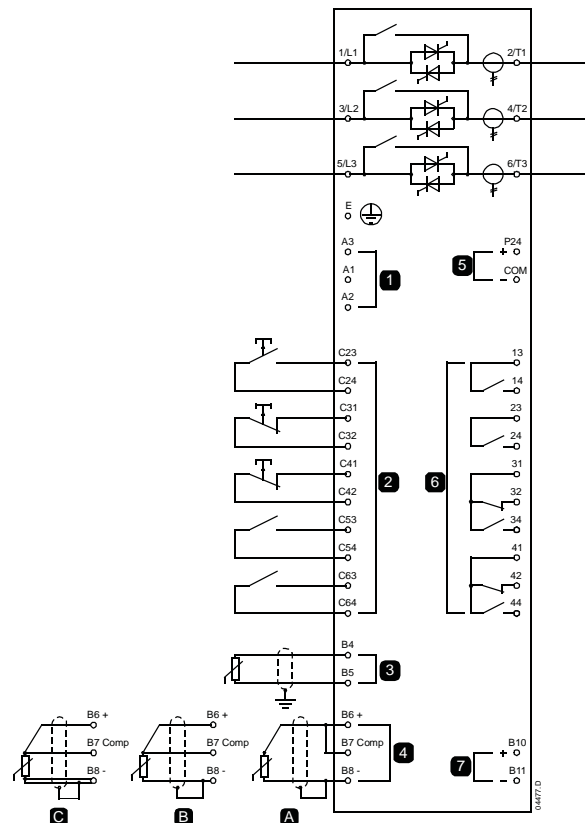 1/L1 2/T1
3/L2 4/T2
5/L3 6/T3
E
A3 P24
1 5 +
A1 COM
-
A2
C23 13
C24 14
C31 23
C32 24
C41 31
2 6
C42 32
C53 34
C54 41
C63 42
C64 44
B4
3
B5
B6 + B6 + B6 +
B7 Comp B7 Comp B7 Comp 4 + B10
7
B8 - B8 - B8 - - B11
C B A
04477.D